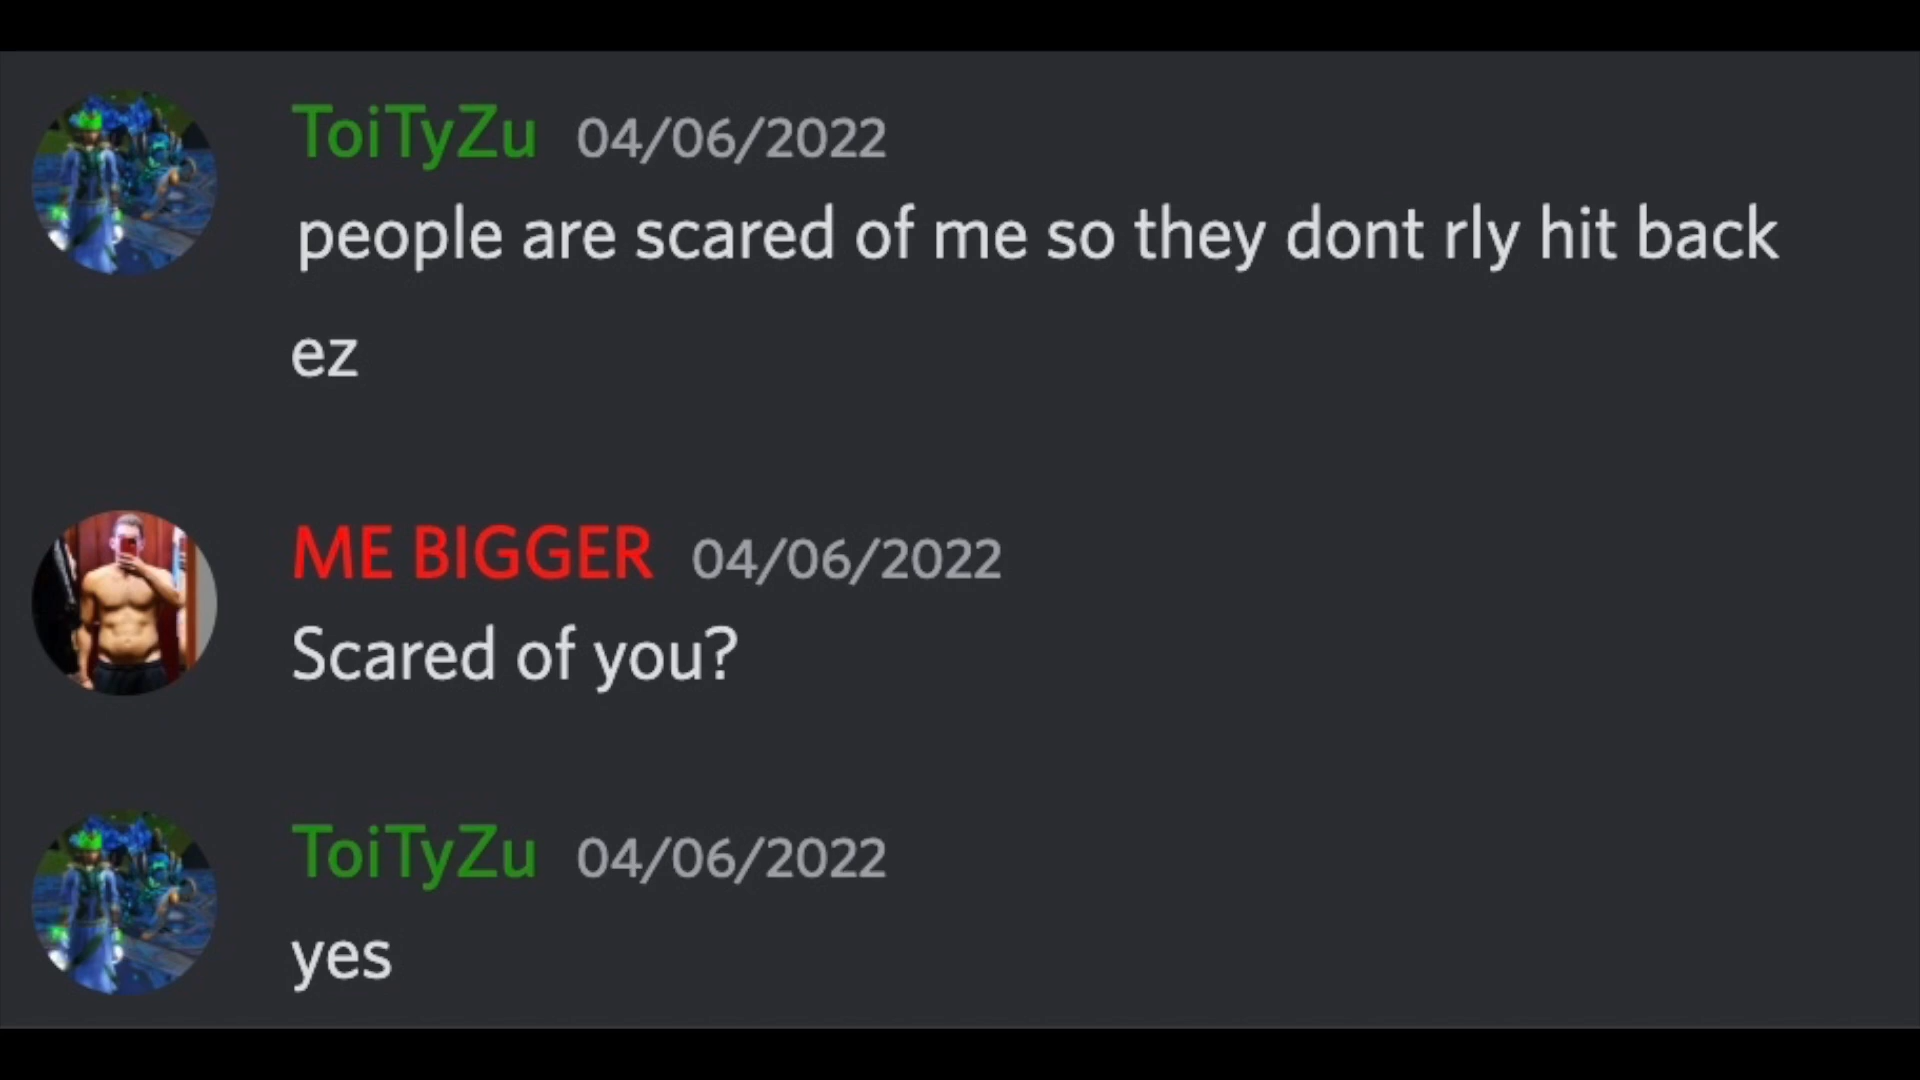 ToiTyZu 04/06/2022
people are scared of me so they dont rly hit back
ez
ME BIGGER 04/06/2022
Scared of you?
ToiTyZu 04/06/2022
yes